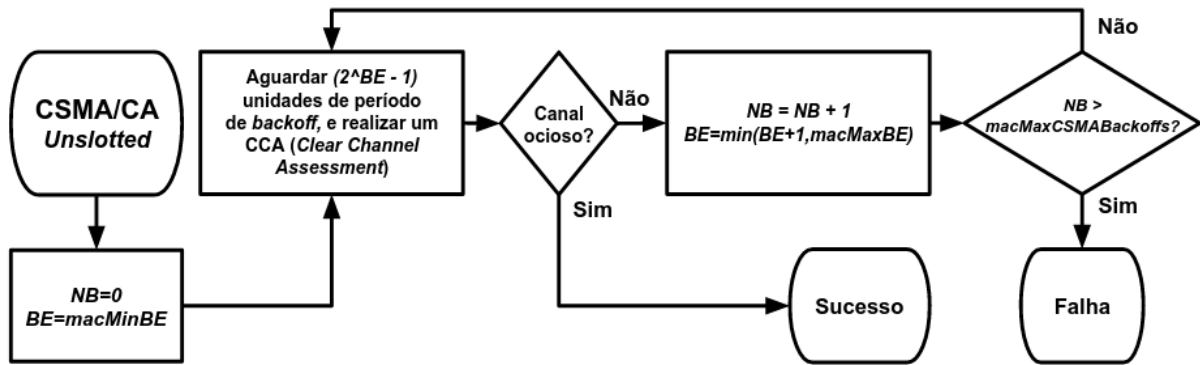 CSMA/CA
Unslotted
NB=0
BE=macMinBE
Aguardar (2^BE - 1)
unidades de período
de backoff, e realizar um
CCA (Clear Channel
Assessment)
Canal
ocioso?
Não
Sim
NB = NB + 1
BE=min(BE+1,macMaxBE)
NB >
macMaxCSMABackoffs?
Não
Sim
Sucesso
Falha